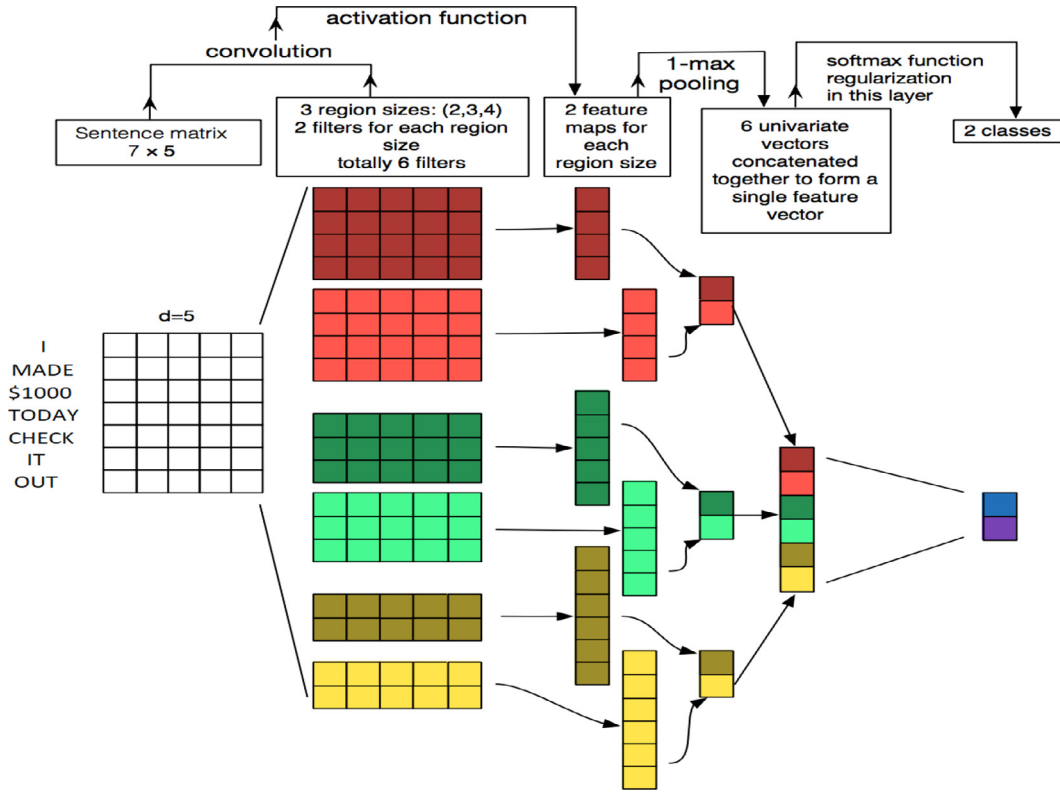 activation function
convolution
1-max
pooling
softmax function
regularization
in this layer
Sentence matrix
7 × 5
3 region sizes: (2,3,4)
2 filters for each region
size
totally 6 filters
2 feature
maps for
each
region size
6 univariate
vectors
concatenated
together to form a
single feature
vector
2 classes
d=5
I
MADE
$1000
TODAY
CHECK
IT
OUT